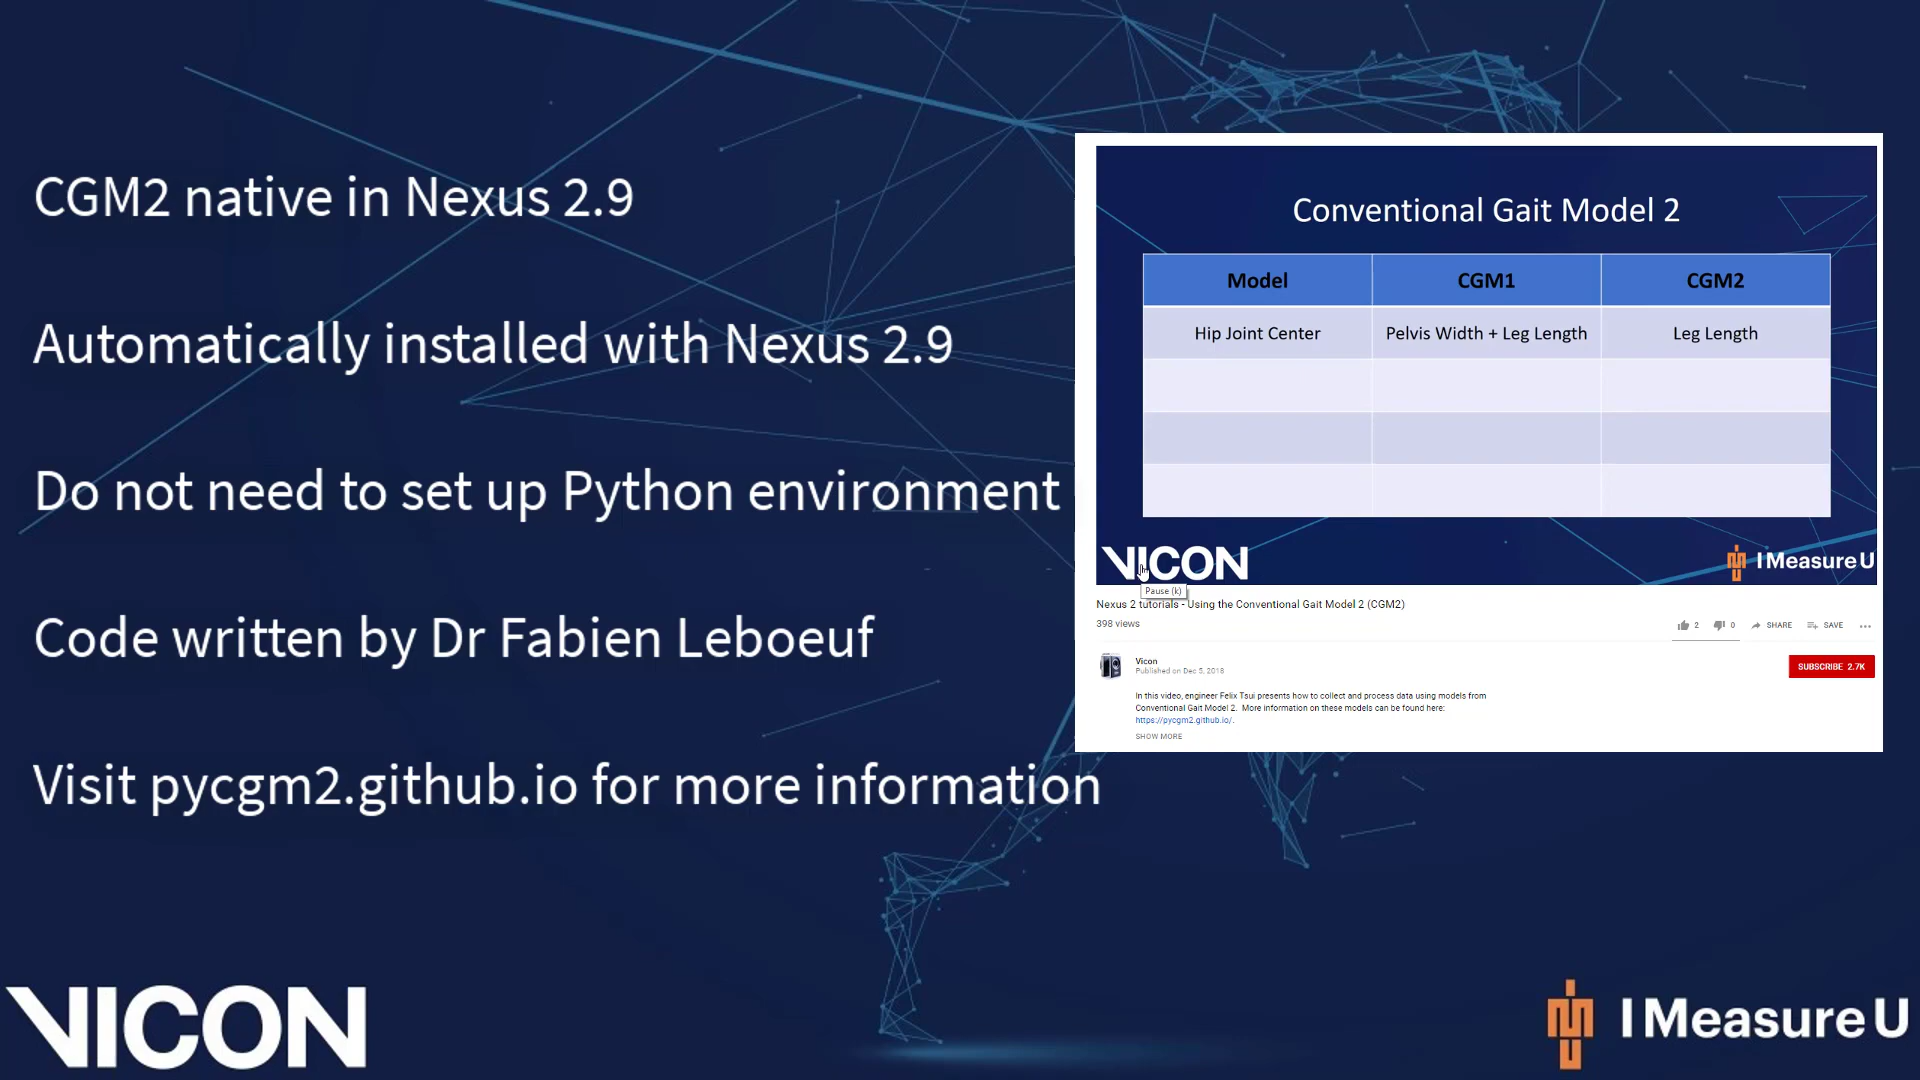 CGM2 native in Nexus 2.9
Automatically installed with Nexus 2.9
Do not need to set up Python environment
Code written by Dr Fabien Leboeuf
Visit pycgm2.github.io for more information
Conventional Gait Model 2
Model CGM1 CGM2
Hip Joint Center Pelvis Width + Leg Length Leg Length
VICON
I Measure U
Pause (k)
Nexus 2 tutorials - Using the Conventional Gait Model 2 (CGM2)
398 views
2 0 SHARE SAVE
Vicon
Published on Dec 5, 2018
SUBSCRIBE 2.7K
In this video, engineer Felix Tsui presents how to collect and process data using models from
Conventional Gait Model 2. More information on these models can be found here:
https://pycgm2.github.io/.
SHOW MORE
VICON
I Measure U